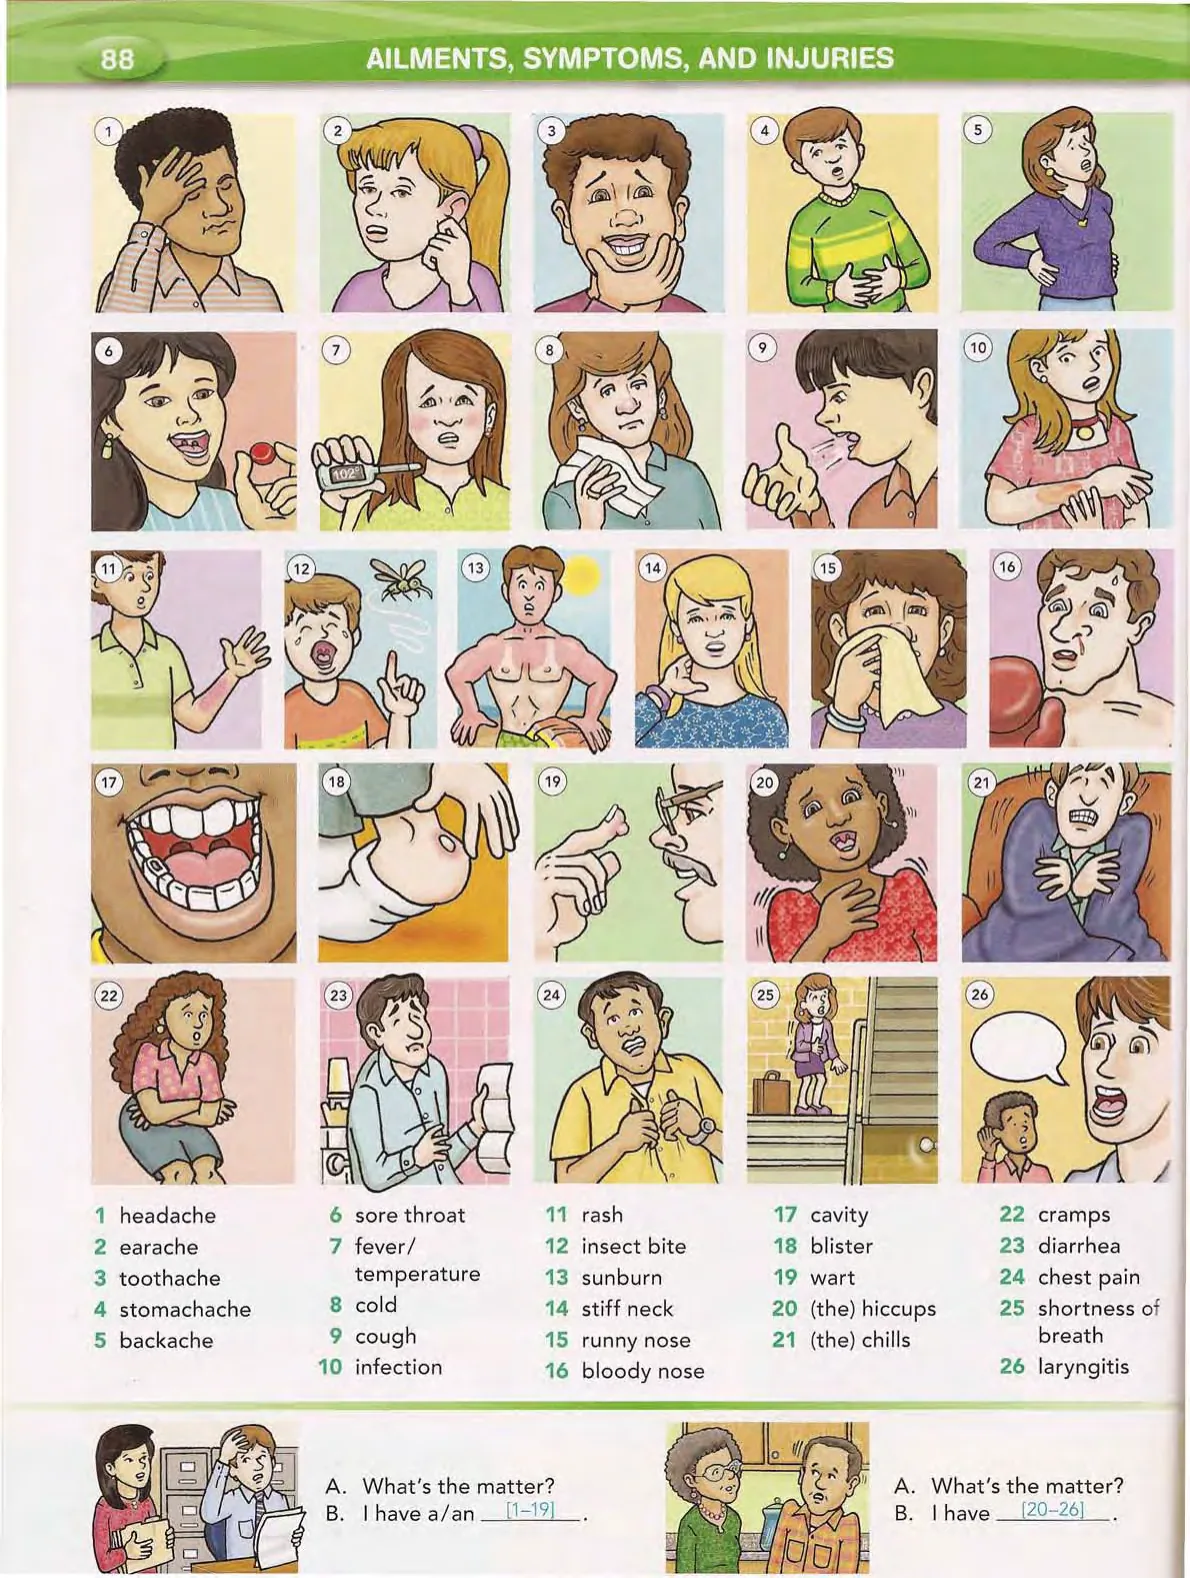 88
AILMENTS, SYMPTOMS, AND INJURIES
1
2
3
4
5
6
7
8
9
10
102°
11
12
13
14
15
16
17
18
19
20
21
22
23
24
25
26
1 headache
2 earache
3 toothache
4 stomachache
5 backache
6 sore throat
7 fever/
temperature
8 cold
9 cough
10 infection
11 rash
12 insect bite
13 sunburn
14 stiff neck
15 runny nose
16 bloody nose
17 cavity
18 blister
19 wart
20 (the) hiccups
21 (the) chills
22 cramps
23 diarrhea
24 chest pain
25 shortness of
breath
26 laryngitis
A. What's the matter?
B. I have a/an [1–19] .
A. What's the matter?
B. I have [20–26] .